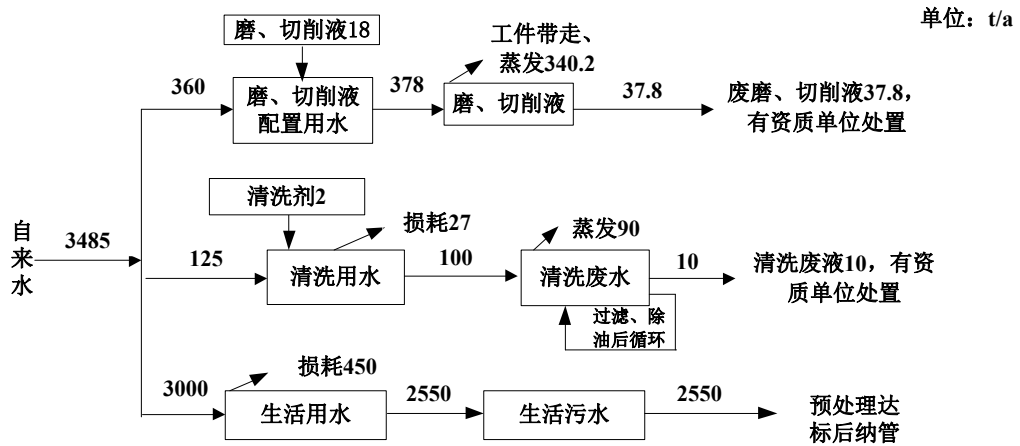 单位：t/a
磨、切削液18
工件带走、
蒸发340.2
360
磨、切削液
配置用水
378
磨、切削液
37.8
废磨、切削液37.8，
有资质单位处置
清洗剂2
自
来
水
3485
125
清洗用水
损耗27
100
蒸发90
清洗废水
10
清洗废液10，有资
质单位处置
过滤、除
油后循环
3000
损耗450
生活用水
2550
生活污水
2550
预处理达
标后纳管